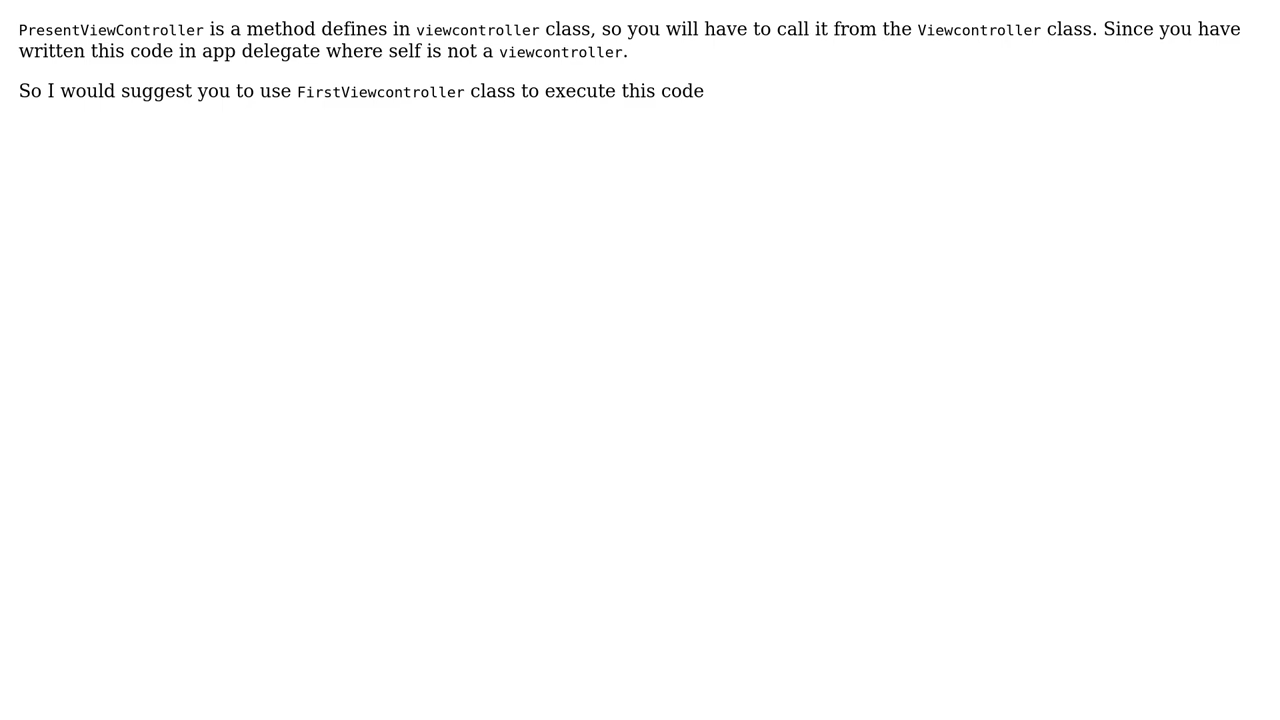 PresentViewController is a method defines in viewcontroller class, so you will have to call it from the Viewcontroller class. Since you have
written this code in app delegate where self is not a viewcontroller.
So I would suggest you to use FirstViewcontroller class to execute this code